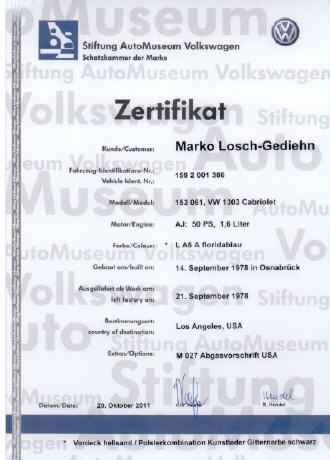 Stiftung AutoMuseum Volkswagen
Schatzkammer der Marke
Zertifikat
Kunde/Customer: Marko Losch-Gediehn
Fahrzeug-Identifikations-Nr.: 159 2 001 386
Vehicle Ident. Nr.:
Modell/Model: 153 061, VW 1303 Cabriolet
Motor/Engine: AJ: 50 PS, 1,6 Liter
Farbe/Colour: * L A5 A floridablau
Gebaut am/built on: 14. September 1978 in Osnabrück
Ausgeliefert ab Werk am: 21. September 1978
left factory on:
Bestimmungsort: Los Angeles, USA
country of destination:
Extras/Options: M 027 Abgasvorschrift USA
Datum/Date: 20. Oktober 2011
R. Hendel
* Verdeck hellsand / Polsterkombination Kunstleder Gitternarbe schwarz